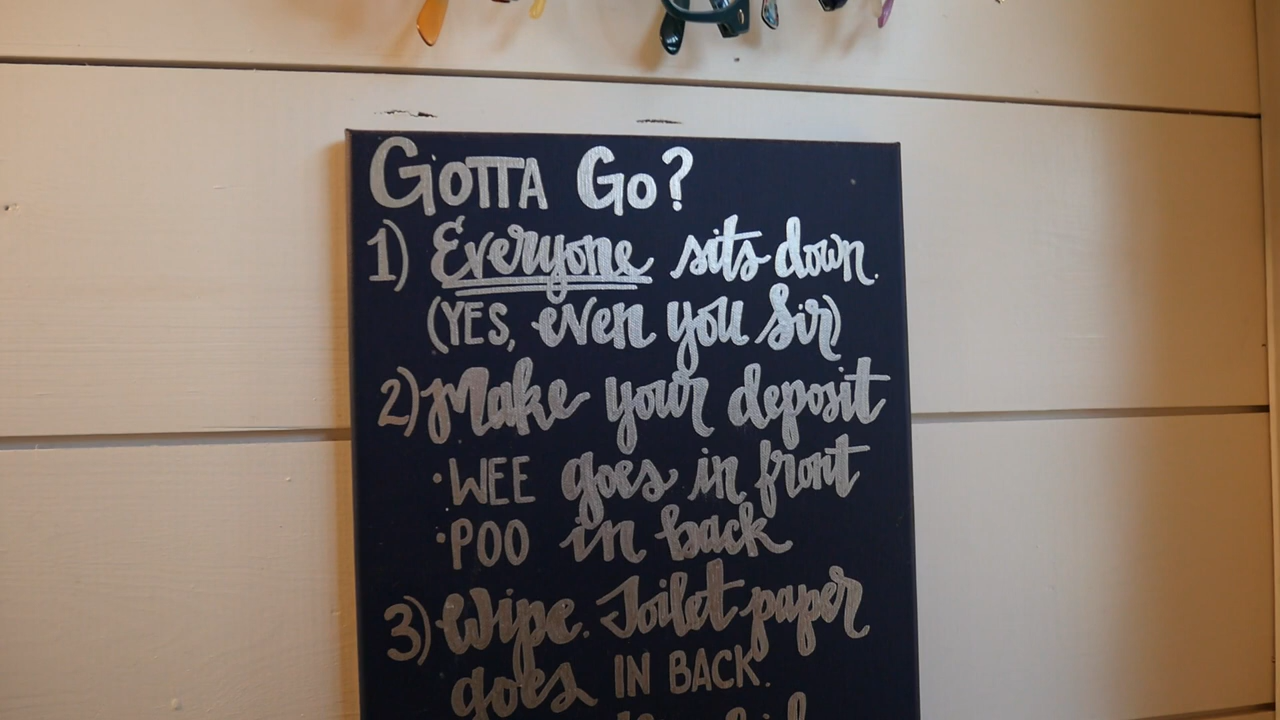 GOTTA GO?
1) Everyone sits down.
(YES, even you Sir)
2) Make your deposit
·WEE goes in front
·POO in back
3) Wipe. Toilet paper
goes IN BACK.